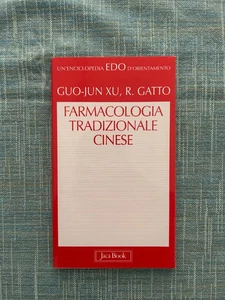 UN'ENCICLOPEDIA EDO D'ORIENTAMENTO
GUO-JUN XU, R. GATTO
FARMACOLOGIA
TRADIZIONALE
CINESE
Jaca Book